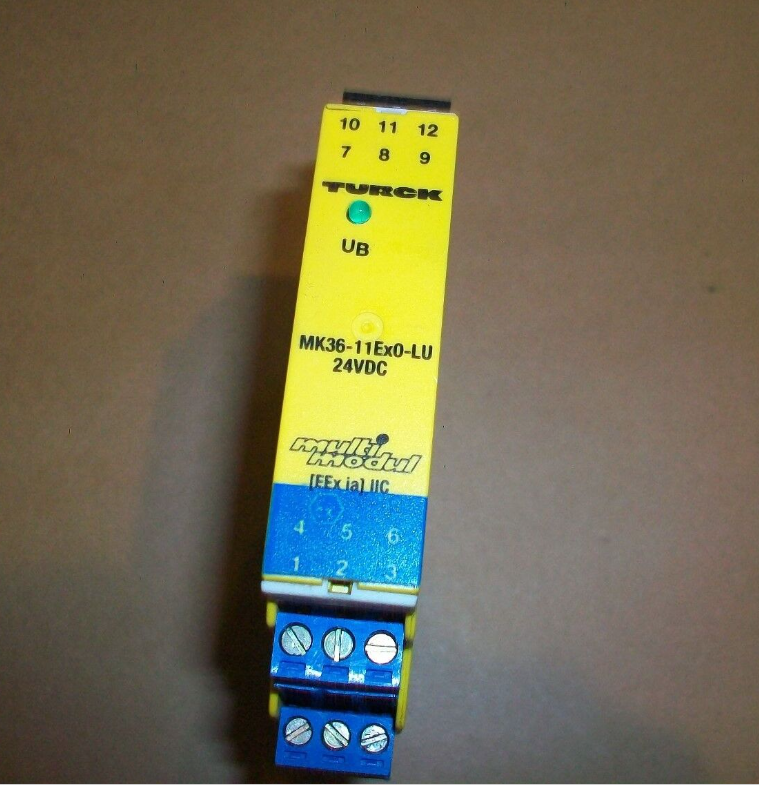 10 11 12
7 8 9
TURCK
UB
MK36-11Ex0-LU
24VDC
multi
modul
[EEx ia] IIC
4 5 6
1 2 3